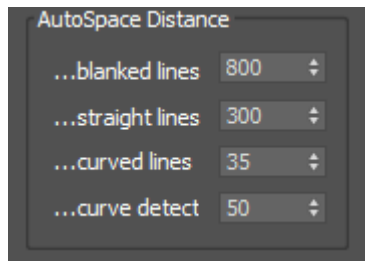 AutoSpace Distance
...blanked lines 800
...straight lines 300
...curved lines 35
...curve detect 50